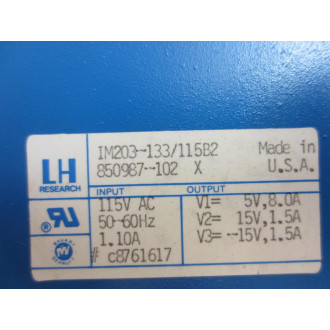 IM203--133/115B2 Made in
LH 850987--102 X U.S.A.
RESEARCH INPUT OUTPUT
115V AC V1= 5V,8.0A
50-60Hz V2= 15V,1.5A
1.10A V3= --15V,1.5A
# c8761617